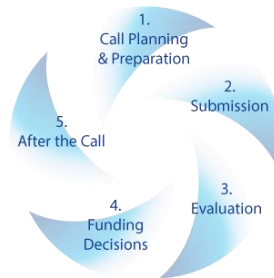 1.
Call Planning
& Preparation
2.
Submission
3.
Evaluation
4.
Funding
Decisions
5.
After the Call